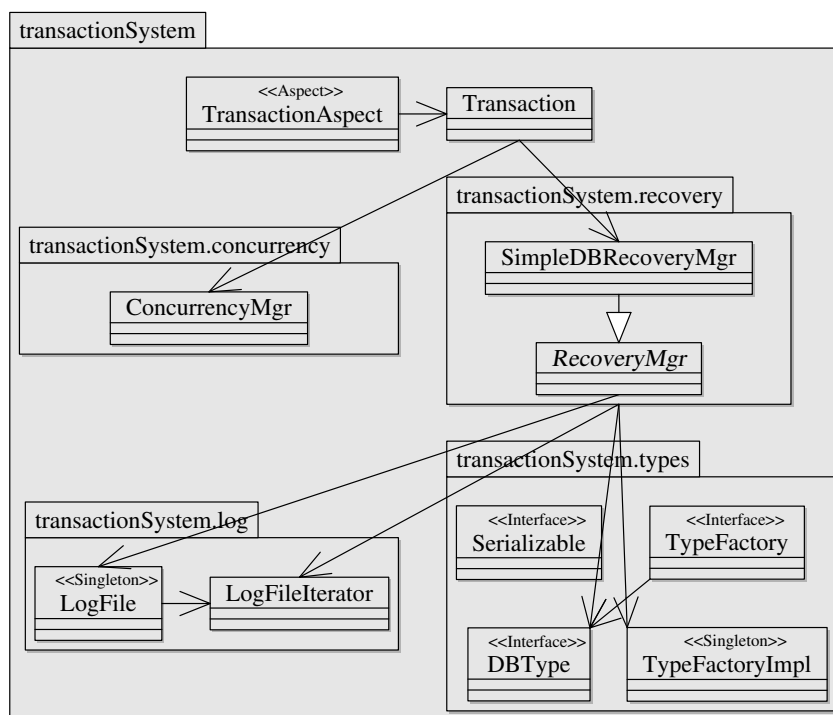 transactionSystem
<<Aspect>>
TransactionAspect
Transaction
transactionSystem.recovery
transactionSystem.concurrency
SimpleDBRecoveryMgr
ConcurrencyMgr
RecoveryMgr
transactionSystem.types
transactionSystem.log
<<Interface>>
Serializable
<<Interface>>
TypeFactory
<<Singleton>>
LogFile
LogFileIterator
<<Interface>>
DBType
<<Singleton>>
TypeFactoryImpl